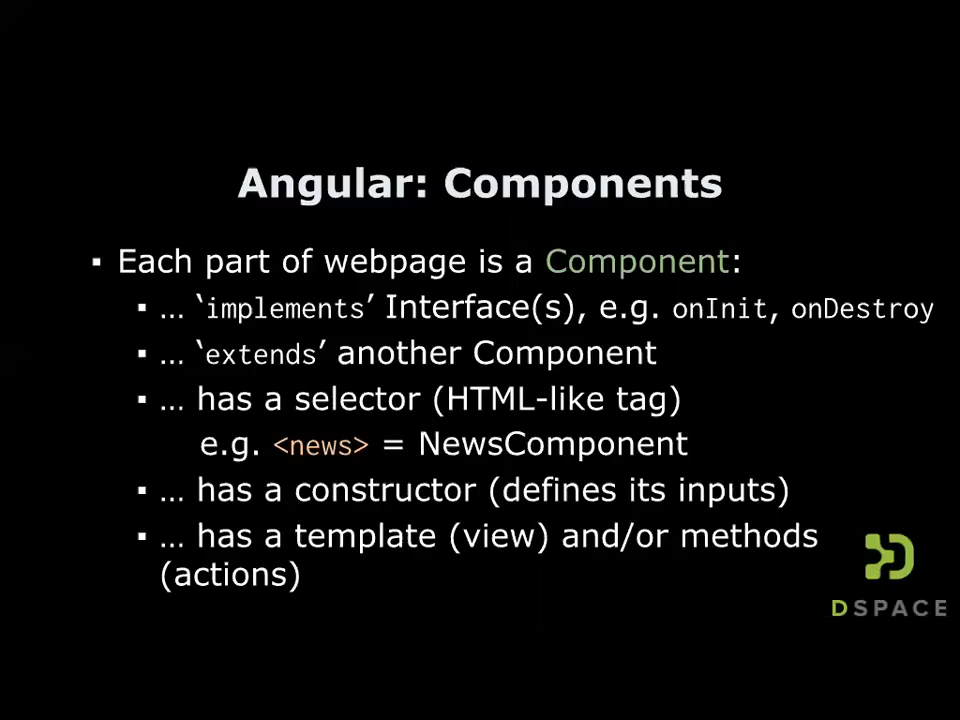 Angular: Components
▪ Each part of webpage is a Component:
▪ … ‘implements’ Interface(s), e.g. onInit, onDestroy
▪ … ‘extends’ another Component
▪ … has a selector (HTML-like tag)
e.g. <news> = NewsComponent
▪ … has a constructor (defines its inputs)
▪ … has a template (view) and/or methods
(actions)
DSPACE